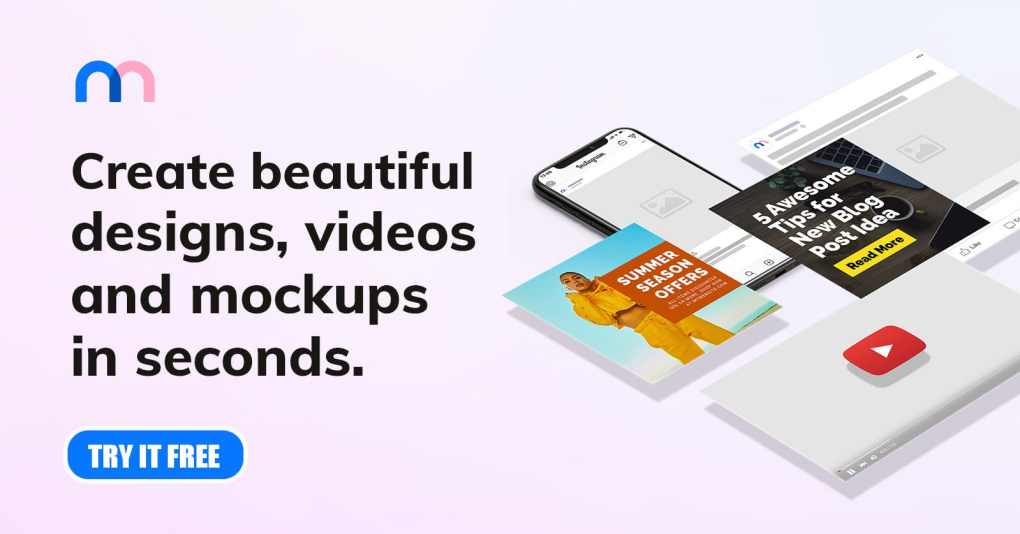 Create beautiful
designs, videos
and mockups
in seconds.
TRY IT FREE
Instagram
SUMMER
SEASON
OFFERS
5 Awesome
Tips for
New Blog
Post Idea
Read More
Like